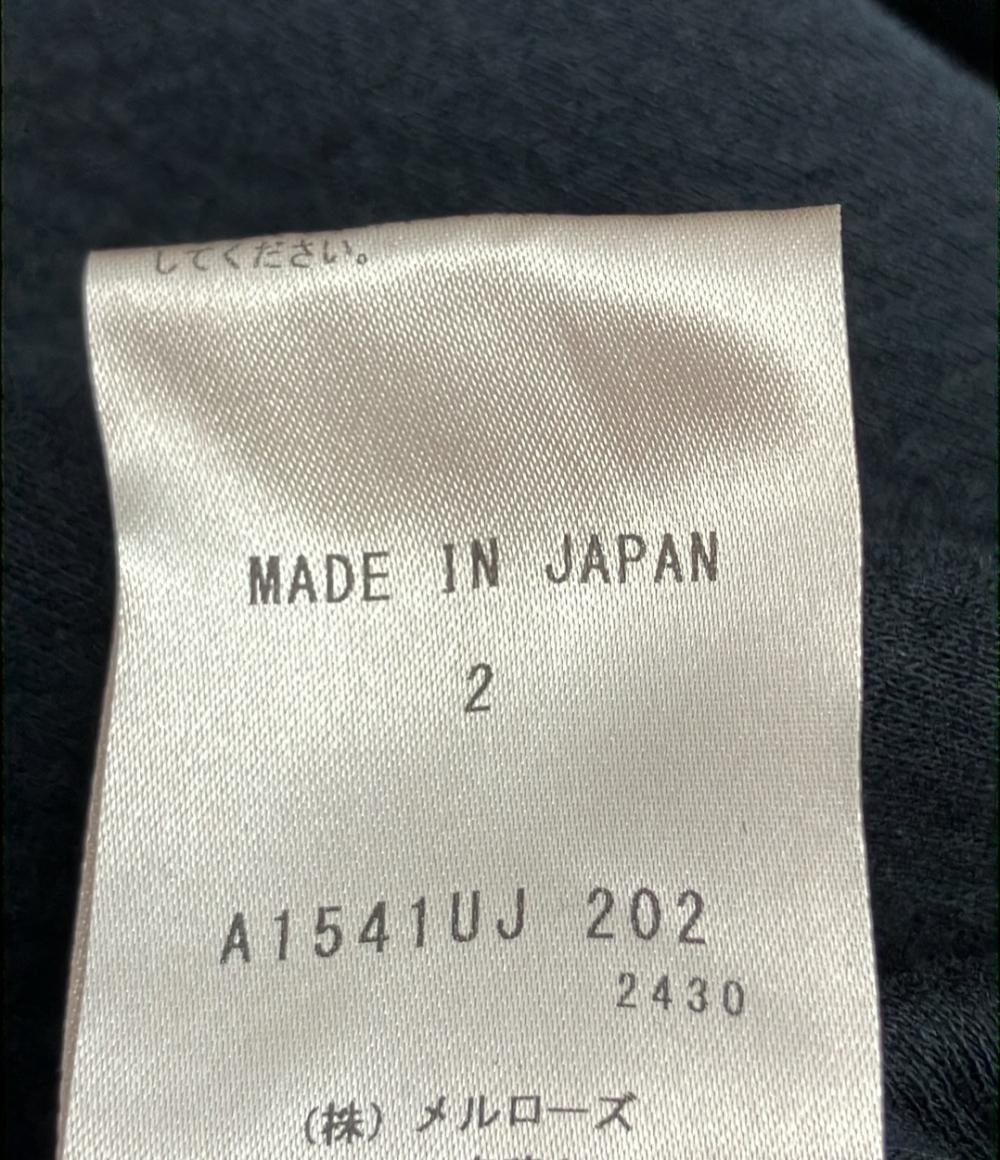 してください。
MADE IN JAPAN
2
A1541UJ 202
2430
(株) メルローズ